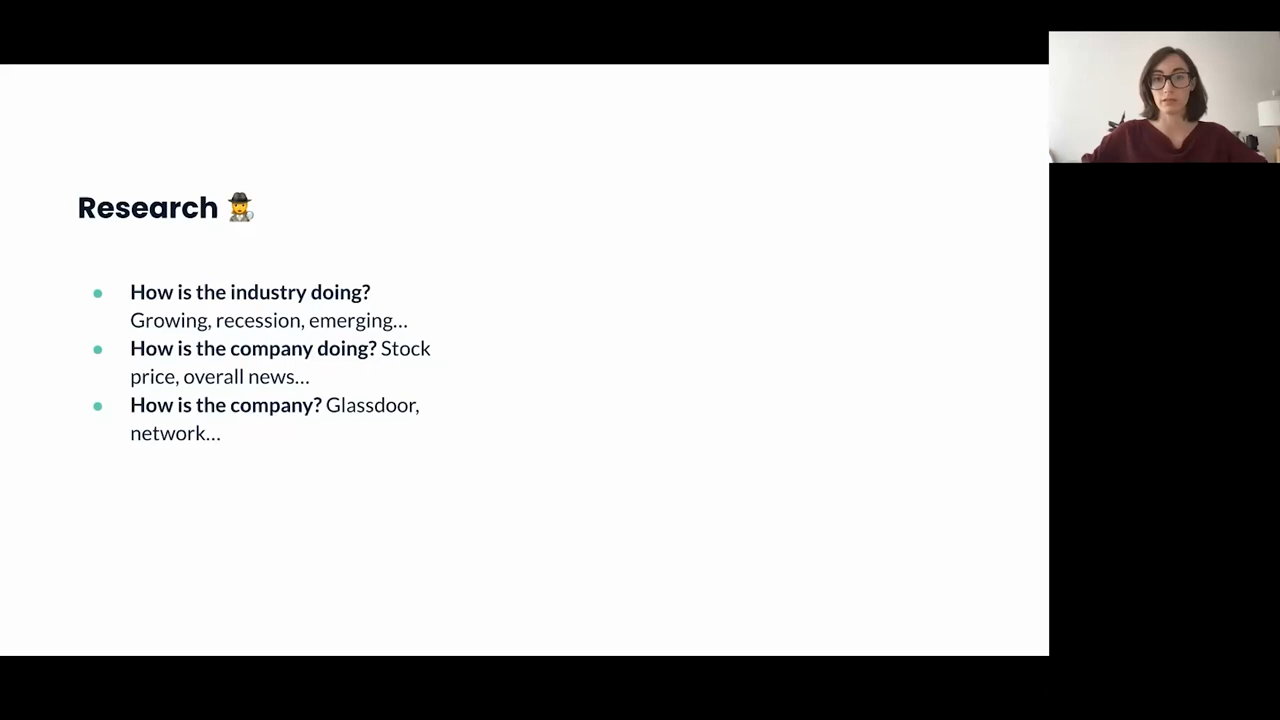 Research 🕵️‍♀️
● How is the industry doing?
Growing, recession, emerging…
● How is the company doing? Stock
price, overall news…
● How is the company? Glassdoor,
network…